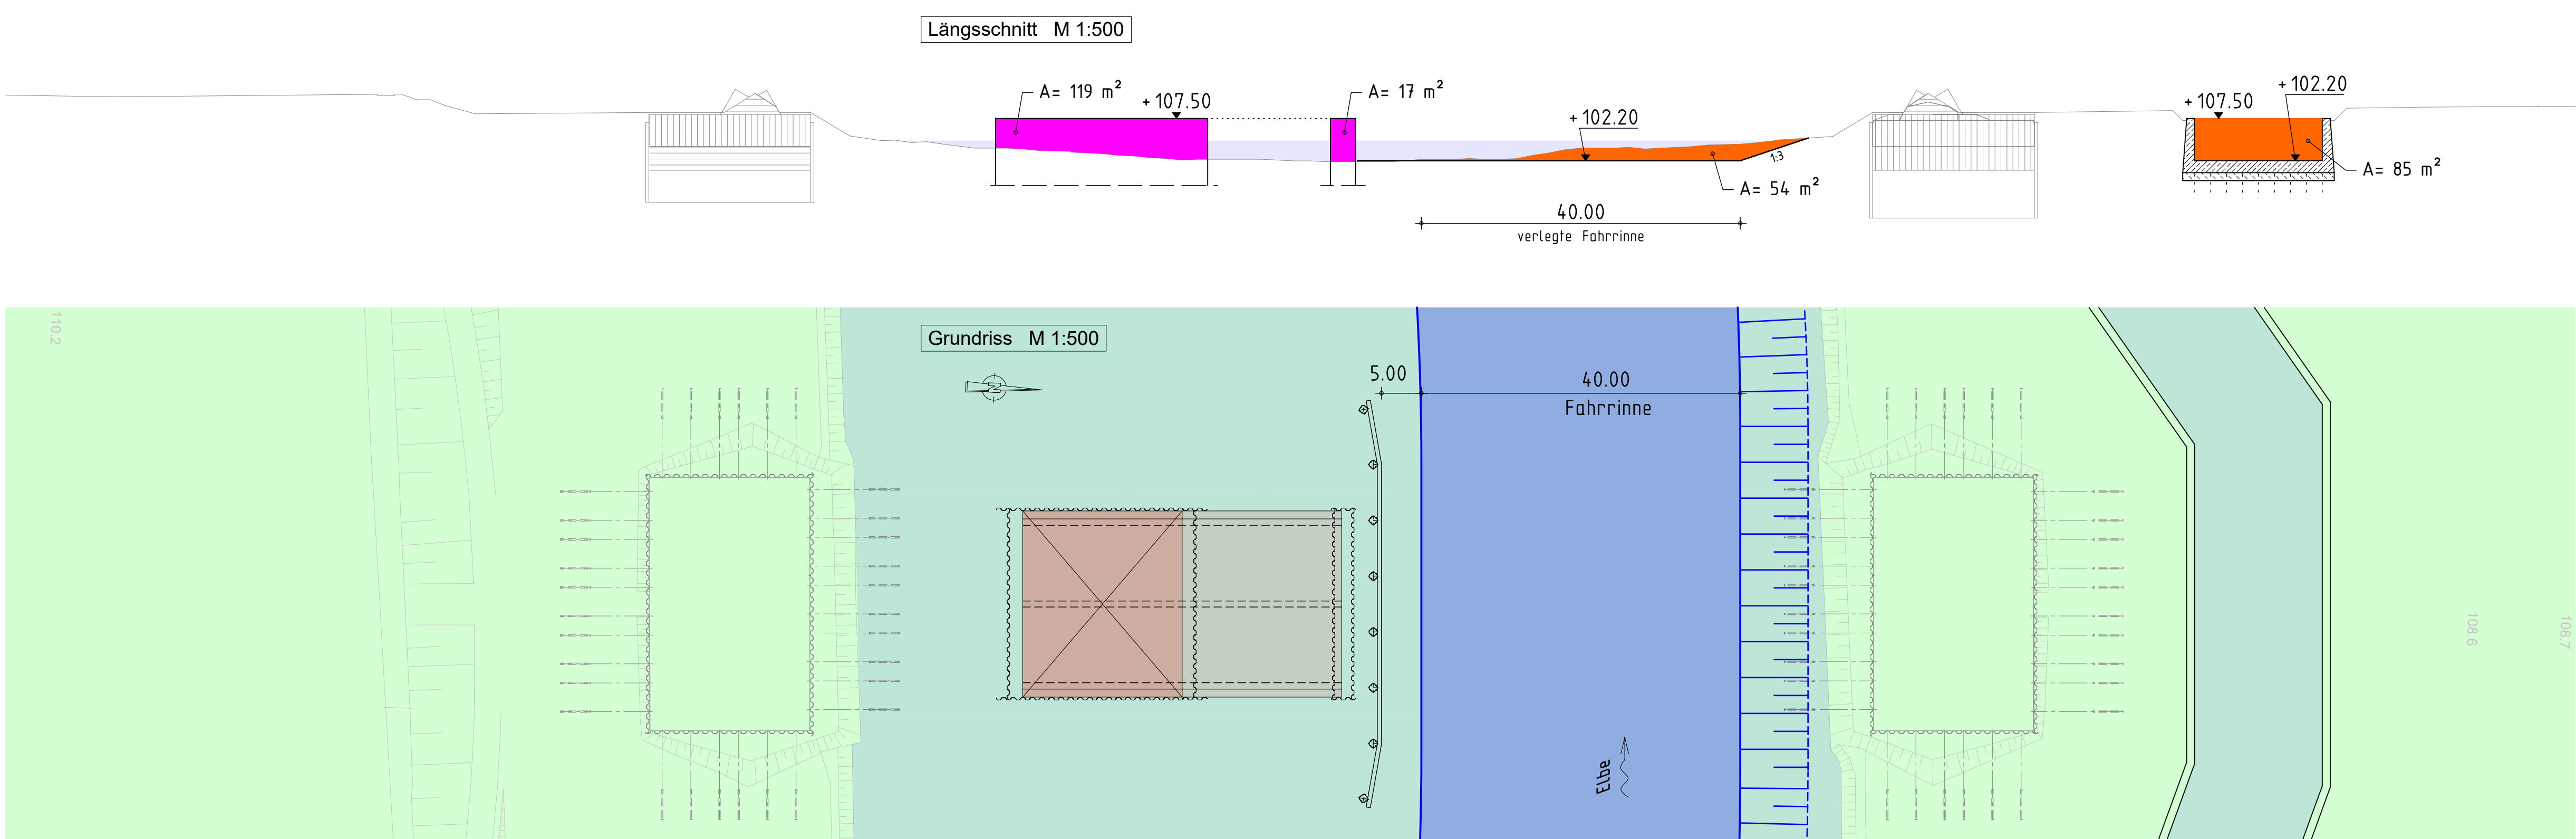 Längsschnitt M 1:500
A= 119 m²
+107.50
A= 17 m²
+102.20
1:3
A= 54 m²
40.00
verlegte Fahrrinne
+107.50
+102.20
A= 85 m²
110.2
Grundriss M 1:500
N
5.00
40.00
Fahrrinne
Elbe
108.6
108.7